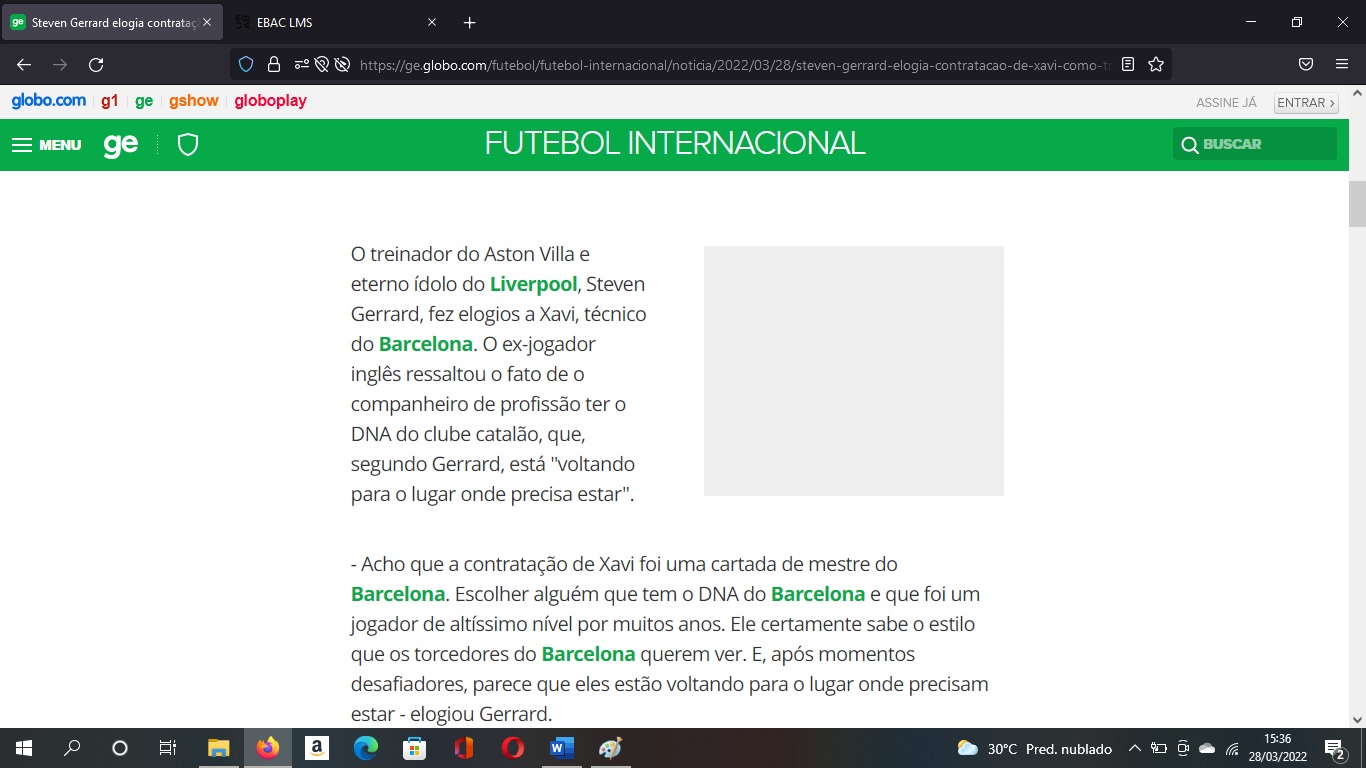 Steven Gerrard elogia contrataç
EBAC LMS
https://ge.globo.com/futebol/futebol-internacional/noticia/2022/03/28/steven-gerrard-elogia-contratacao-de-xavi-como-t
globo.com g1 ge gshow globoplay ASSINE JÁ ENTRAR ›
MENU ge FUTEBOL INTERNACIONAL BUSCAR
O treinador do Aston Villa e
eterno ídolo do Liverpool, Steven
Gerrard, fez elogios a Xavi, técnico
do Barcelona. O ex-jogador
inglês ressaltou o fato de o
companheiro de profissão ter o
DNA do clube catalão, que,
segundo Gerrard, está "voltando
para o lugar onde precisa estar".
- Acho que a contratação de Xavi foi uma cartada de mestre do
Barcelona. Escolher alguém que tem o DNA do Barcelona e que foi um
jogador de altíssimo nível por muitos anos. Ele certamente sabe o estilo
que os torcedores do Barcelona querem ver. E, após momentos
desafiadores, parece que eles estão voltando para o lugar onde precisam
estar - elogiou Gerrard.
30°C Pred. nublado
15:36
28/03/2022
2